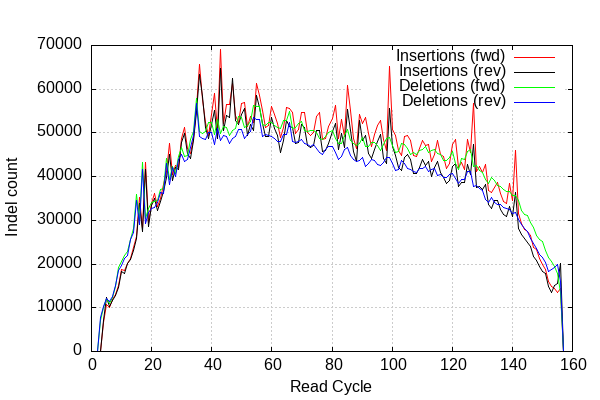 70000
60000
50000
40000
30000
20000
10000
0
Indel count
Insertions (fwd)
Insertions (rev)
Deletions (fwd)
Deletions (rev)
0 20 40 60 80 100 120 140 160
Read Cycle